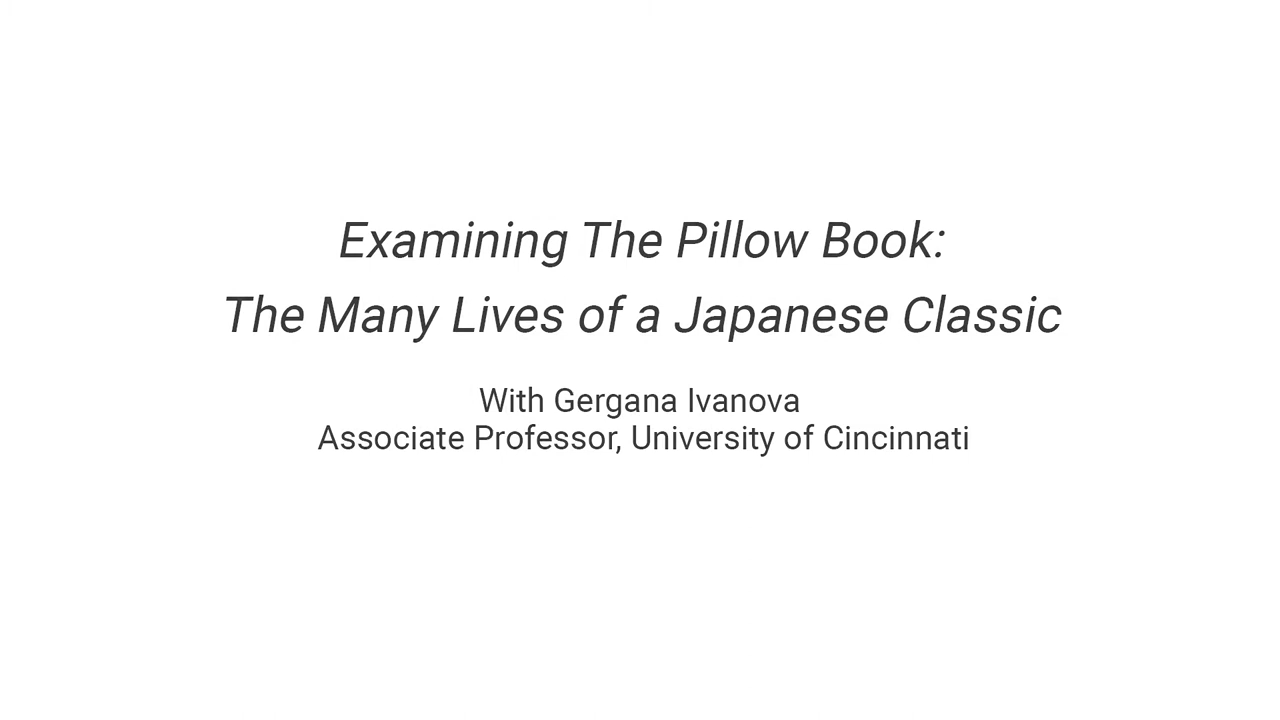 Examining The Pillow Book:
The Many Lives of a Japanese Classic
With Gergana Ivanova
Associate Professor, University of Cincinnati